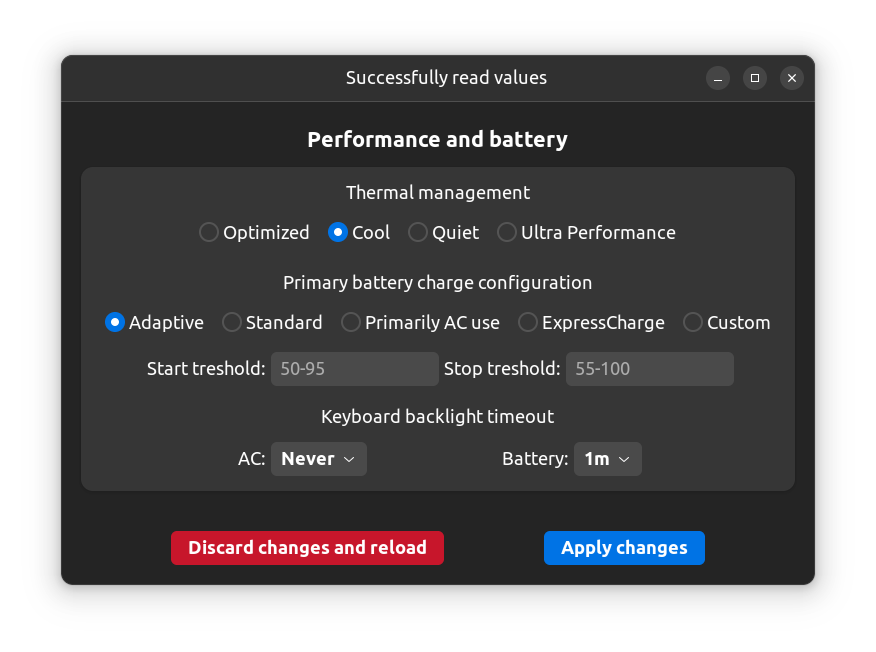 Successfully read values
Performance and battery
Thermal management
Optimized Cool Quiet Ultra Performance
Primary battery charge configuration
Adaptive Standard Primarily AC use ExpressCharge Custom
Start treshold: 50-95 Stop treshold: 55-100
Keyboard backlight timeout
AC: Never Battery: 1m
Discard changes and reload Apply changes